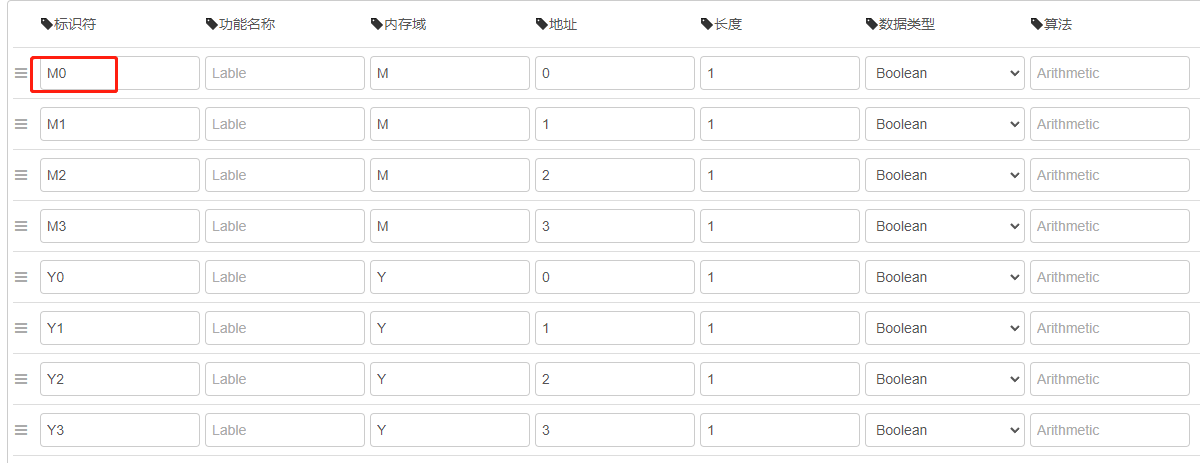 标识符 功能名称 内存域 地址 长度 数据类型 算法
M0 Lable M 0 1 Boolean Arithmetic
M1 Lable M 1 1 Boolean Arithmetic
M2 Lable M 2 1 Boolean Arithmetic
M3 Lable M 3 1 Boolean Arithmetic
Y0 Lable Y 0 1 Boolean Arithmetic
Y1 Lable Y 1 1 Boolean Arithmetic
Y2 Lable Y 2 1 Boolean Arithmetic
Y3 Lable Y 3 1 Boolean Arithmetic